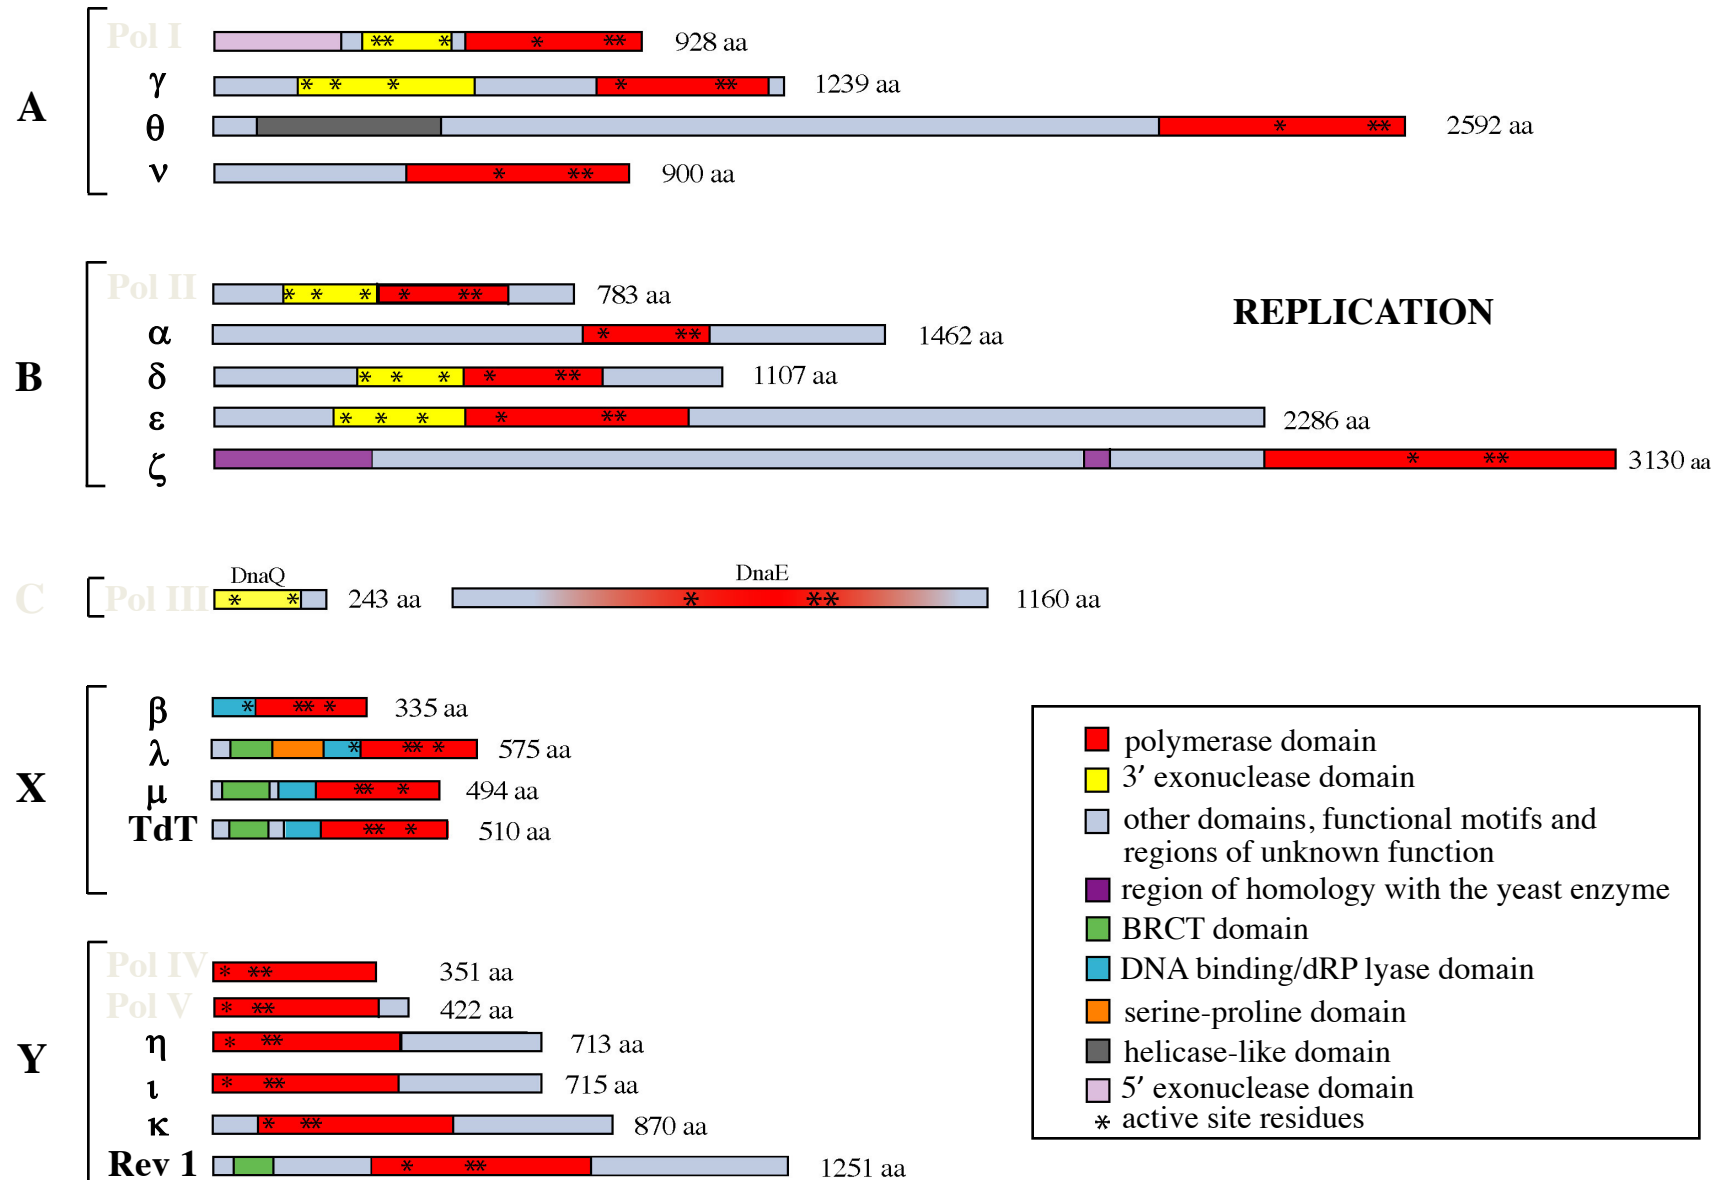 A
Pol I ** * * ** 928 aa
γ * * * * ** 1239 aa
θ * ** 2592 aa
ν * ** 900 aa
REPLICATION
B
Pol II * * * * ** 783 aa
α * ** 1462 aa
δ * * * * ** 1107 aa
ε * * * * ** 2286 aa
ζ * ** 3130 aa
DnaQ DnaE
C Pol III * * 243 aa * ** 1160 aa
X
β * ** * 335 aa
λ * ** * 575 aa
μ ** * 494 aa
TdT ** * 510 aa
Y
Pol IV * ** 351 aa
Pol V * ** 422 aa
η * ** 713 aa
ι * ** 715 aa
κ * ** 870 aa
Rev 1 * ** 1251 aa
polymerase domain
3′ exonuclease domain
other domains, functional motifs and
regions of unknown function
region of homology with the yeast enzyme
BRCT domain
DNA binding/dRP lyase domain
serine-proline domain
helicase-like domain
5′ exonuclease domain
* active site residues